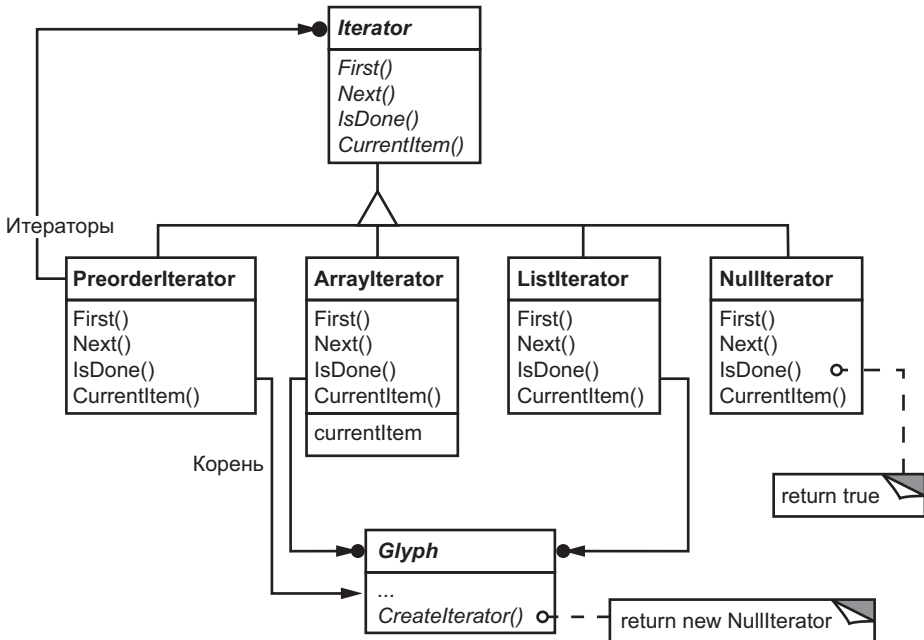 Iterator
First()
Next()
IsDone()
CurrentItem()
Итераторы
PreorderIterator
First()
Next()
IsDone()
CurrentItem()
ArrayIterator
First()
Next()
IsDone()
CurrentItem()
currentItem
ListIterator
First()
Next()
IsDone()
CurrentItem()
NullIterator
First()
Next()
IsDone()
CurrentItem()
Корень
return true
Glyph
...
CreateIterator()
return new NullIterator